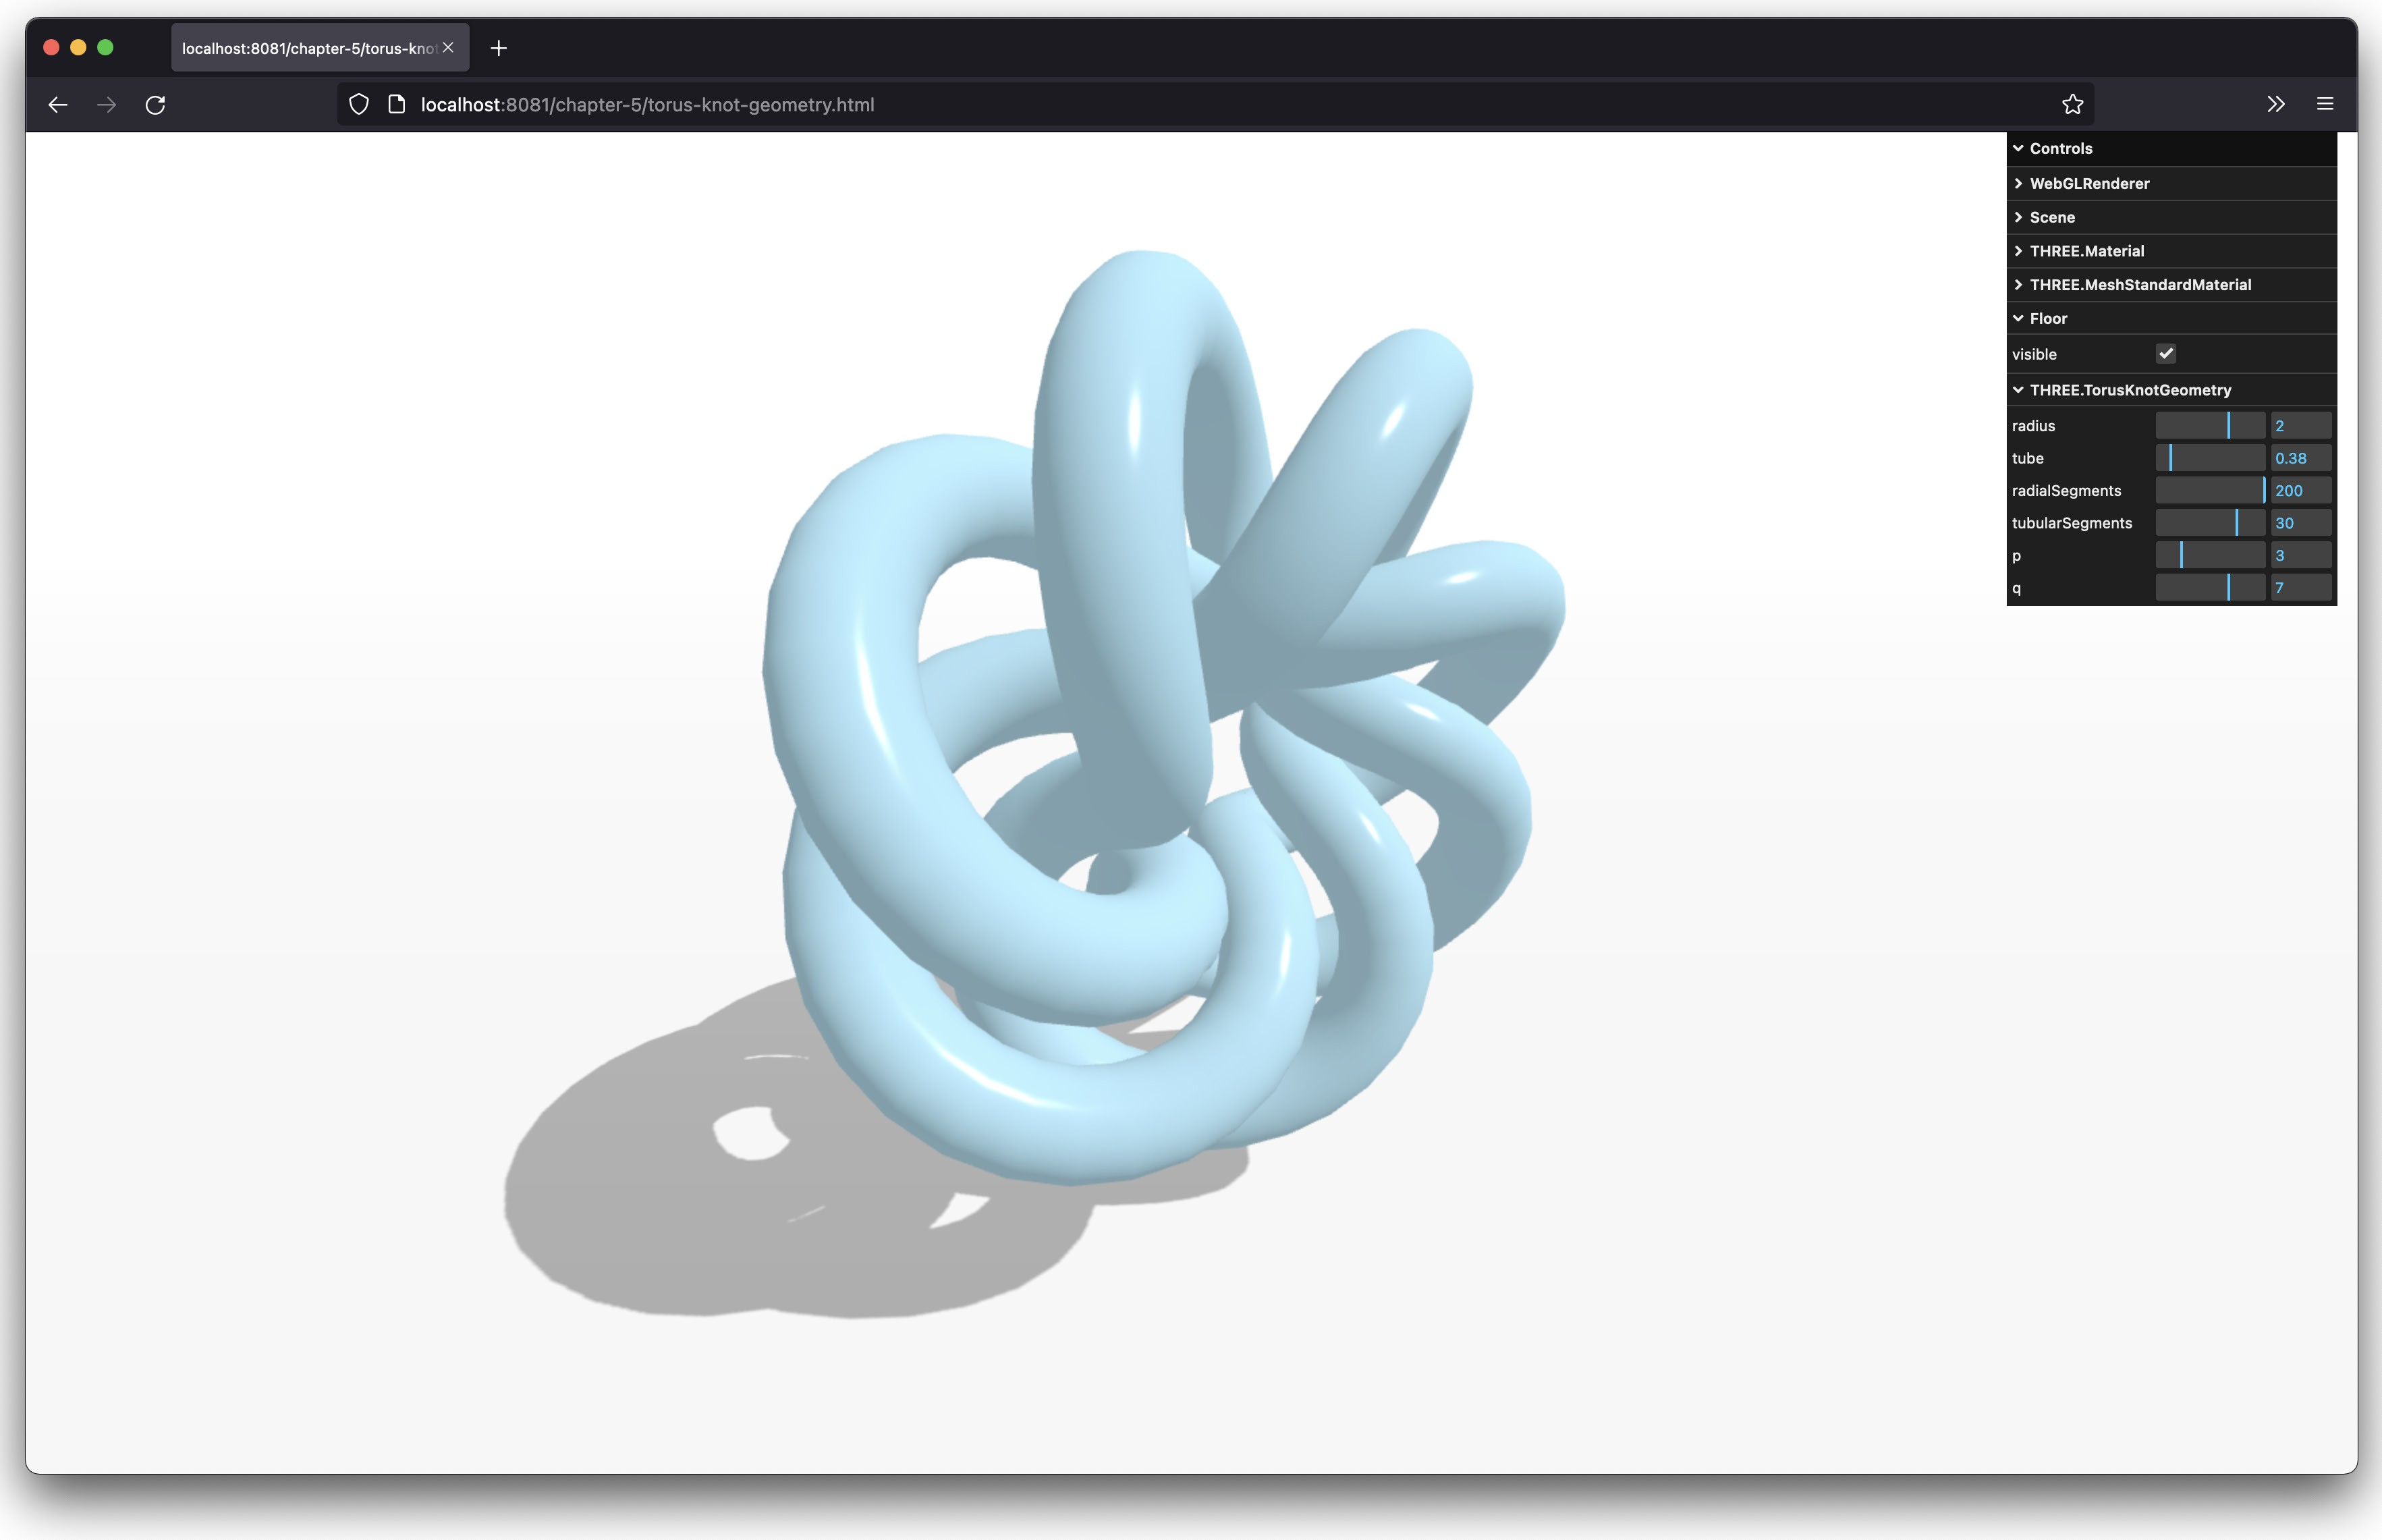 localhost:8081/chapter-5/torus-kno
localhost:8081/chapter-5/torus-knot-geometry.html
Controls
WebGLRenderer
Scene
THREE.Material
THREE.MeshStandardMaterial
Floor
visible
THREE.TorusKnotGeometry
radius 2
tube 0.38
radialSegments 200
tubularSegments 30
p 3
q 7